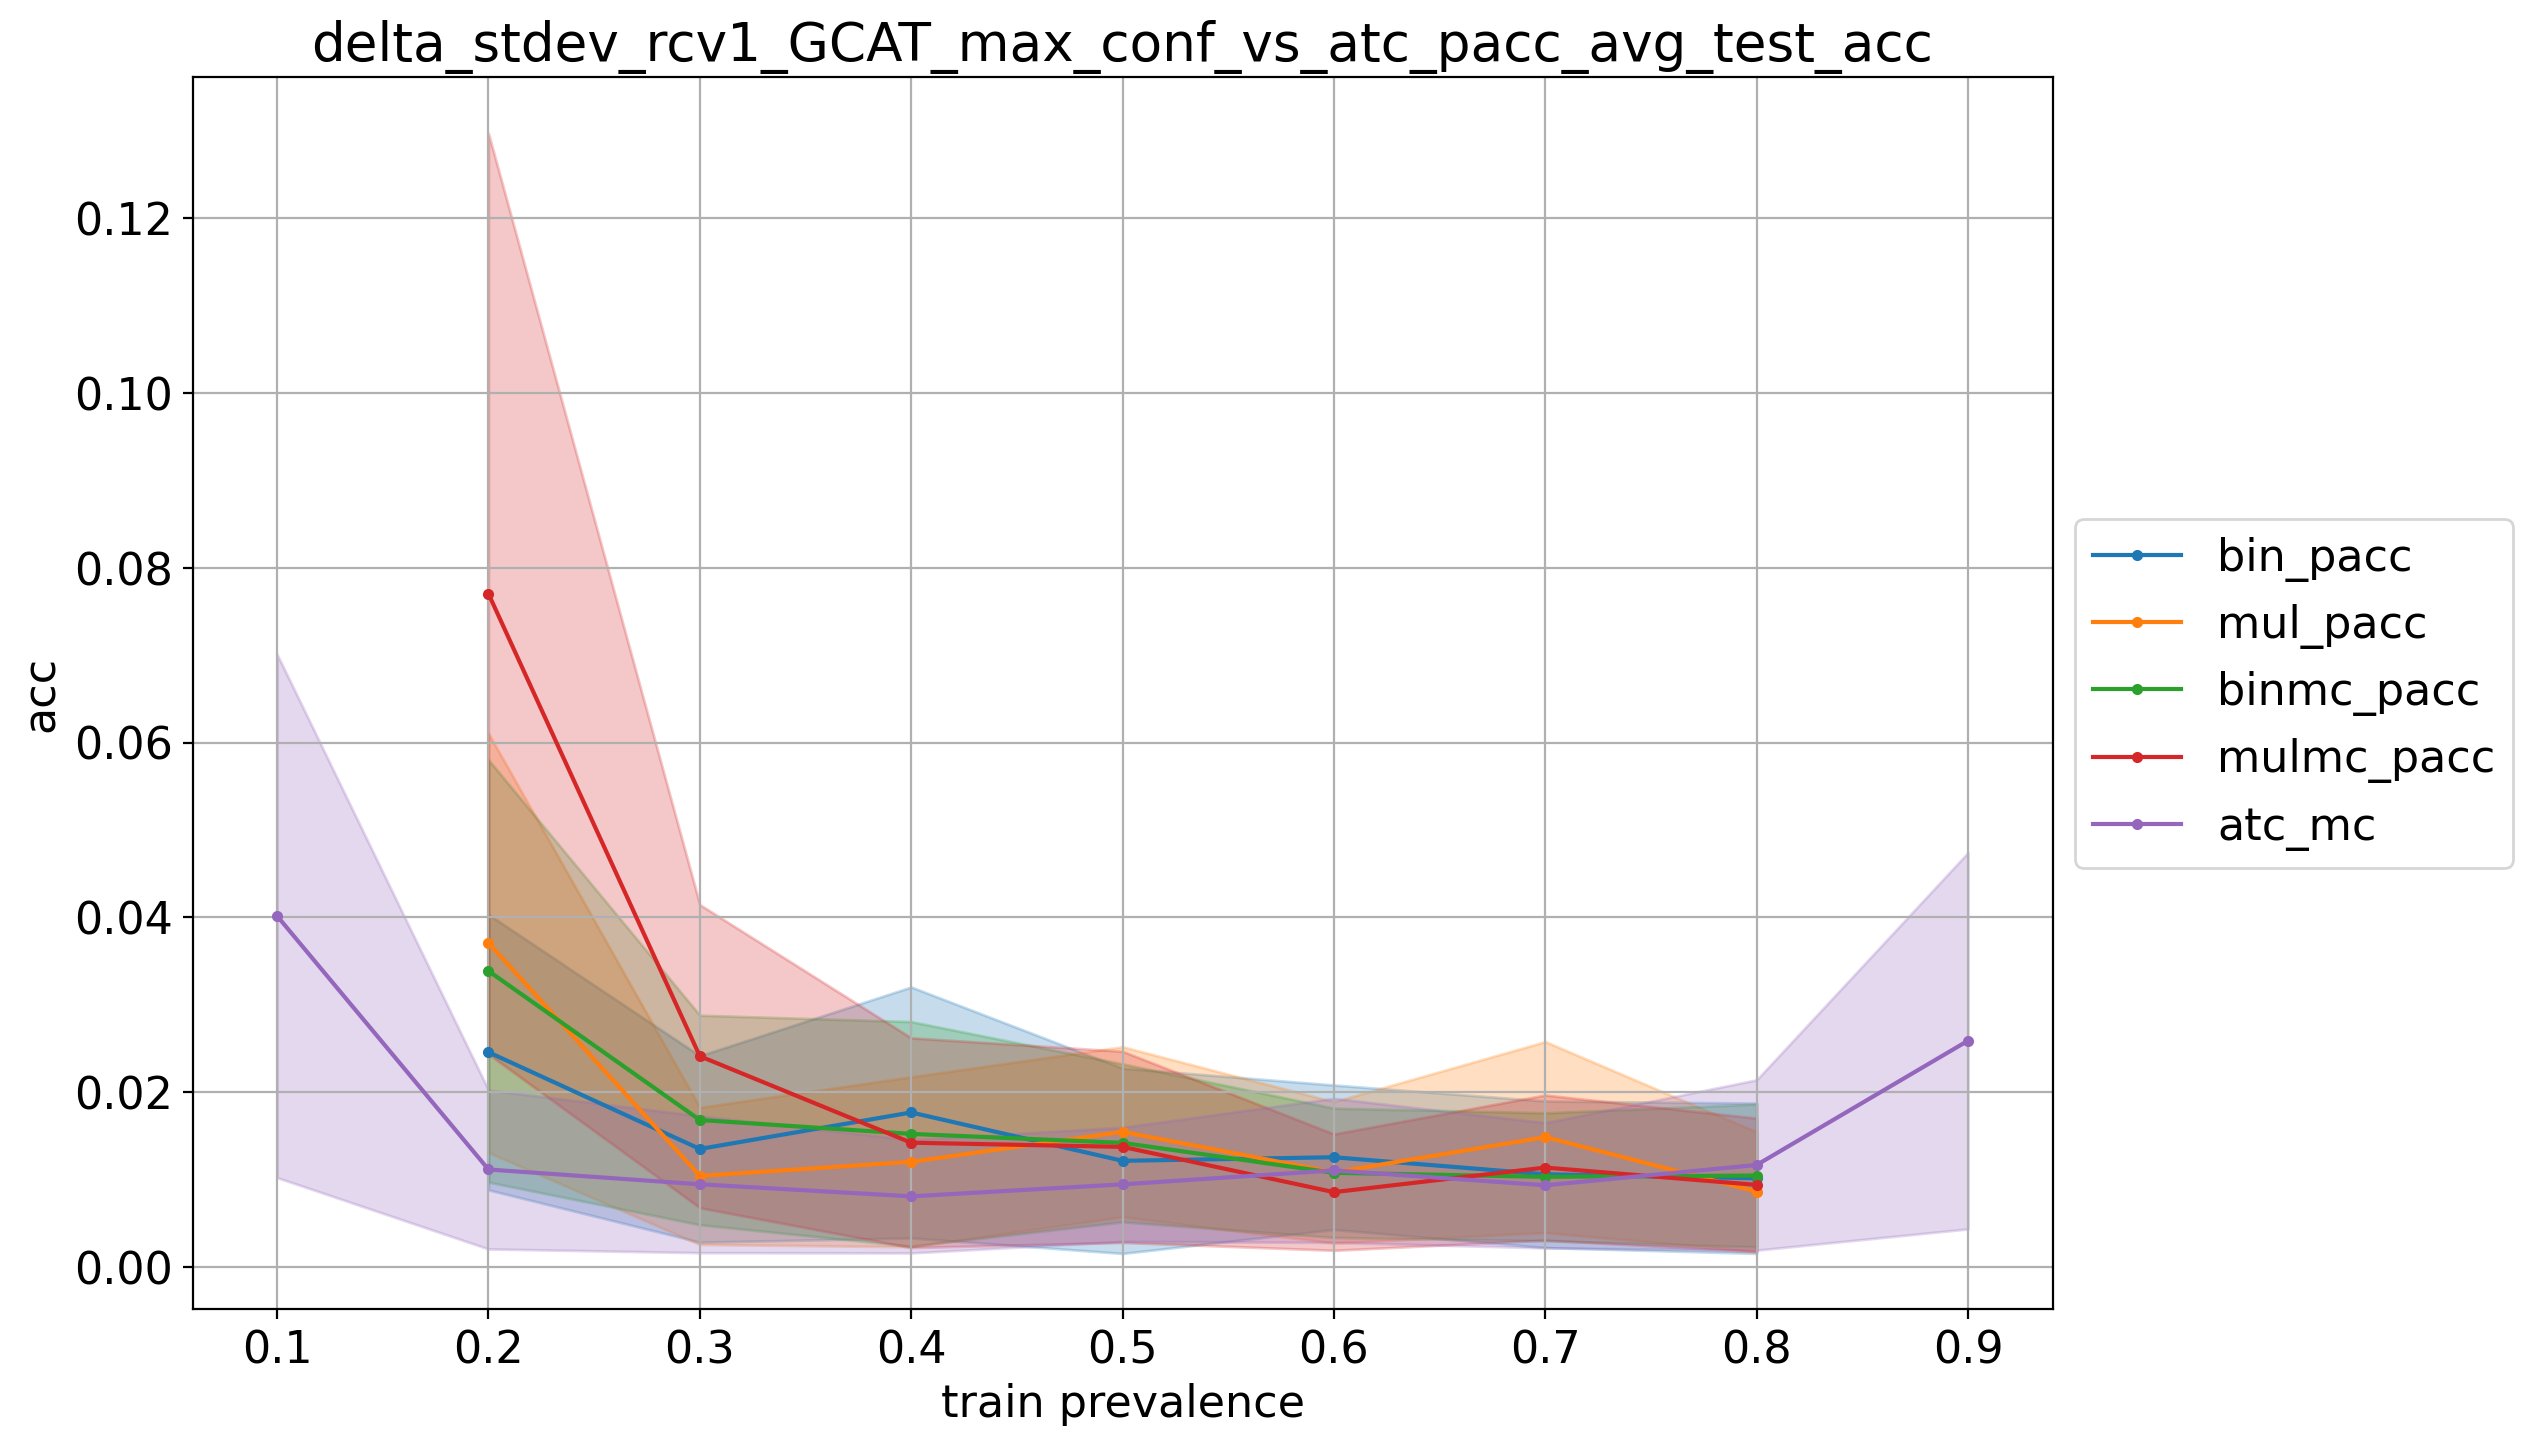 delta_stdev_rcv1_GCAT_max_conf_vs_atc_pacc_avg_test_acc
0.12
0.10
0.08
0.06
0.04
0.02
0.00
acc
0.1 0.2 0.3 0.4 0.5 0.6 0.7 0.8 0.9
train prevalence
bin_pacc
mul_pacc
binmc_pacc
mulmc_pacc
atc_mc